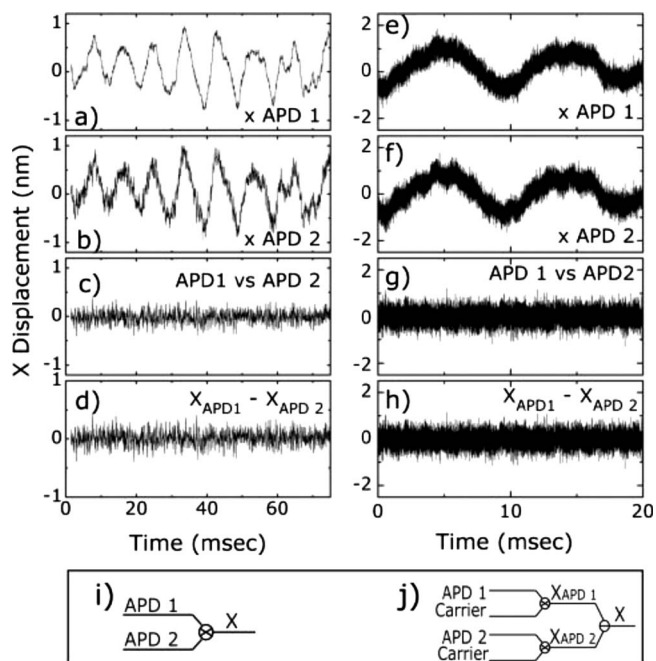 X Displacement (nm)
1
0
-1
a)
x APD 1
1
0
-1
b)
x APD 2
1
0
-1
c)
APD1 vs APD 2
1
0
-1
d)
XAPD1 - XAPD 2
0 20 40 60
Time (msec)
2
0
-2
e)
x APD 1
2
0
-2
f)
x APD 2
2
0
-2
g)
APD 1 vs APD2
2
0
-2
h)
XAPD1 - XAPD 2
0 10 20
Time (msec)
i)
APD 1
APD 2
X
j)
APD 1
Carrier
XAPD 1
APD 2
Carrier
XAPD 2
X